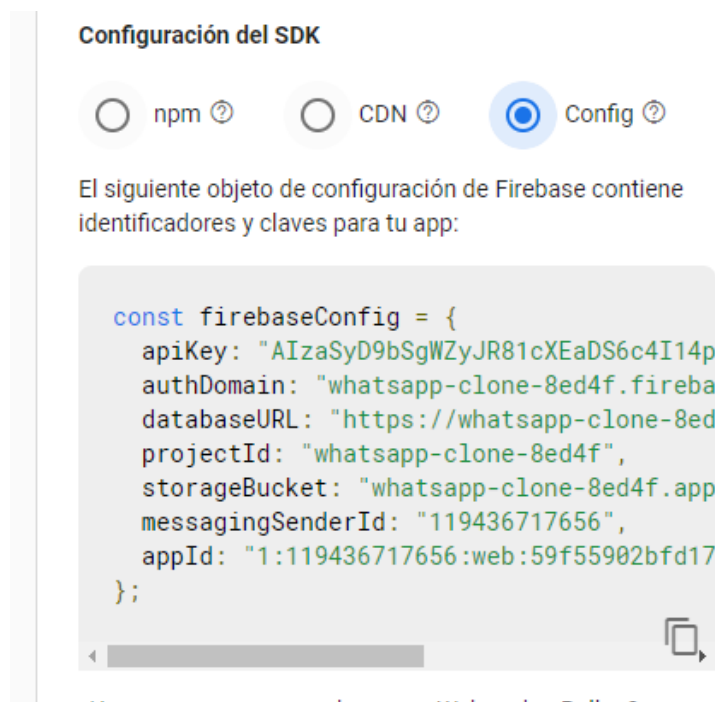 Configuración del SDK
npm CDN Config
El siguiente objeto de configuración de Firebase contiene
identificadores y claves para tu app:
const firebaseConfig = {
apiKey: "AIzaSyD9bSgWZyJR81cXEaDS6c4I14p
authDomain: "whatsapp-clone-8ed4f.fireba
databaseURL: "https://whatsapp-clone-8ed
projectId: "whatsapp-clone-8ed4f",
storageBucket: "whatsapp-clone-8ed4f.app
messagingSenderId: "119436717656",
appId: "1:119436717656:web:59f55902bfd17
};